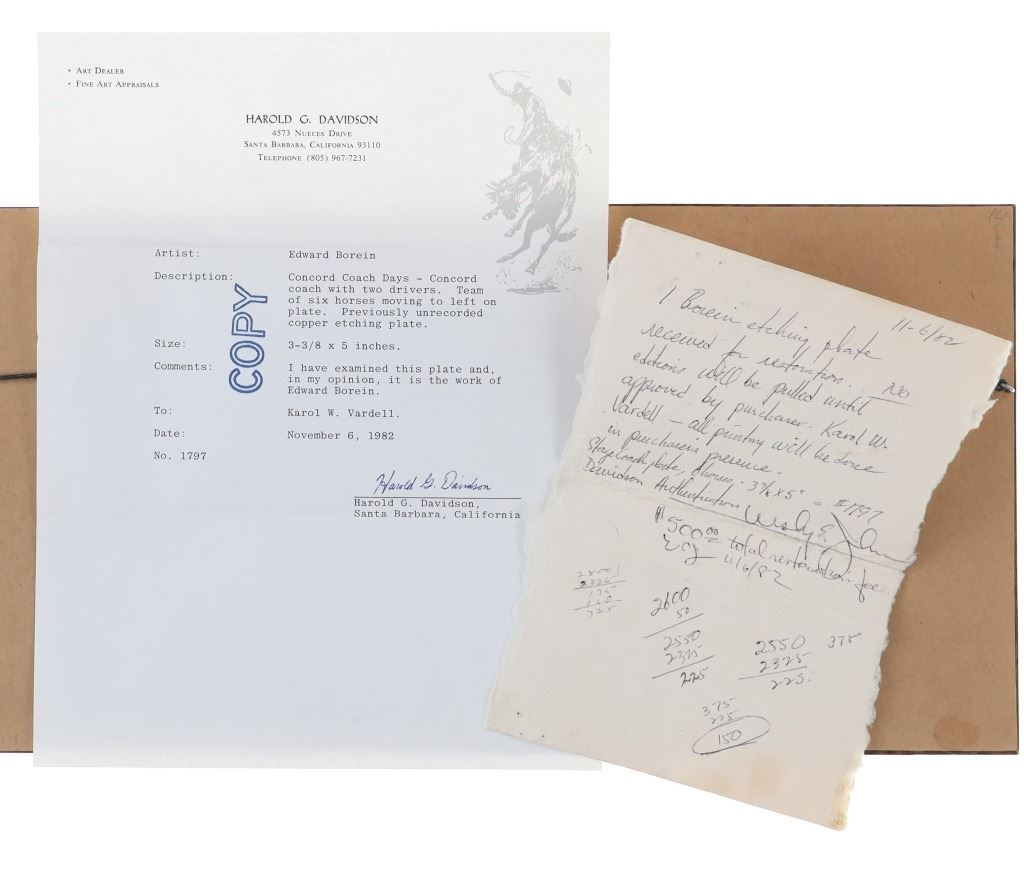 • ART DEALER
• FINE ART APPRAISALS
HAROLD G. DAVIDSON
4573 NUECES DRIVE
SANTA BARBARA, CALIFORNIA 93110
TELEPHONE (805) 967-7231
Artist: Edward Borein
Description: Concord Coach Days - Concord
coach with two drivers. Team
of six horses moving to left on
plate. Previously unrecorded
copper etching plate.
Size: 3-3/8 x 5 inches.
Comments: I have examined this plate and,
in my opinion, it is the work of
Edward Borein.
To: Karol W. Vardell.
Date: November 6, 1982
No. 1797
COPY
Harold G. Davidson
Harold G. Davidson,
Santa Barbara, California
11-6/82
1 Borein etching plate
received for restoration. No
editions will be pulled until
approved by purchaser. Karol W.
Vardell - all printing will be done
in purchaser's presence.
Stagecoach plate, 3 3/8 x 5" = #1797
Davidson Authentication
$500.00 total restoration fee
11/6/82
2600
50
2550
2325
225
2550 375
2325
225.
375
225
150